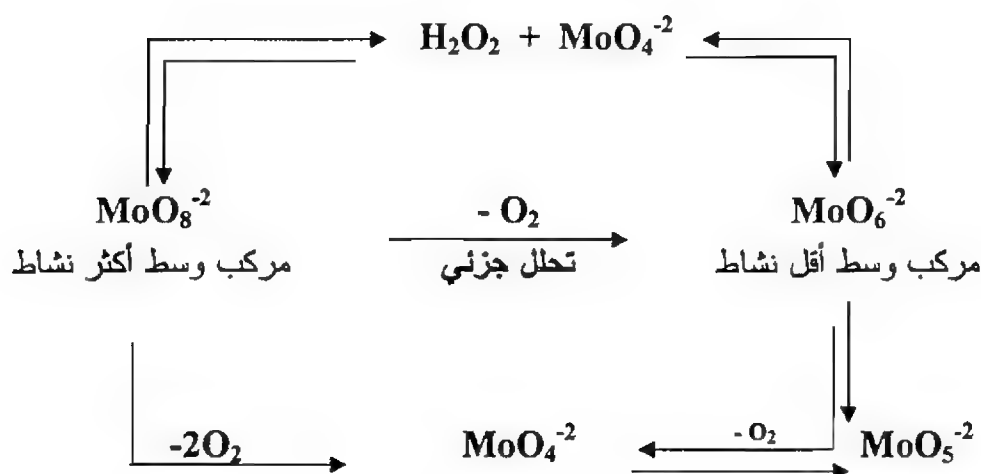 H₂O₂ + MoO₄⁻²
MoO₈⁻² - O₂ MoO₆⁻²
مركب وسط أكثر نشاط تحلل جزئي مركب وسط أقل نشاط
-2O₂ MoO₄⁻² - O₂ MoO₅⁻²